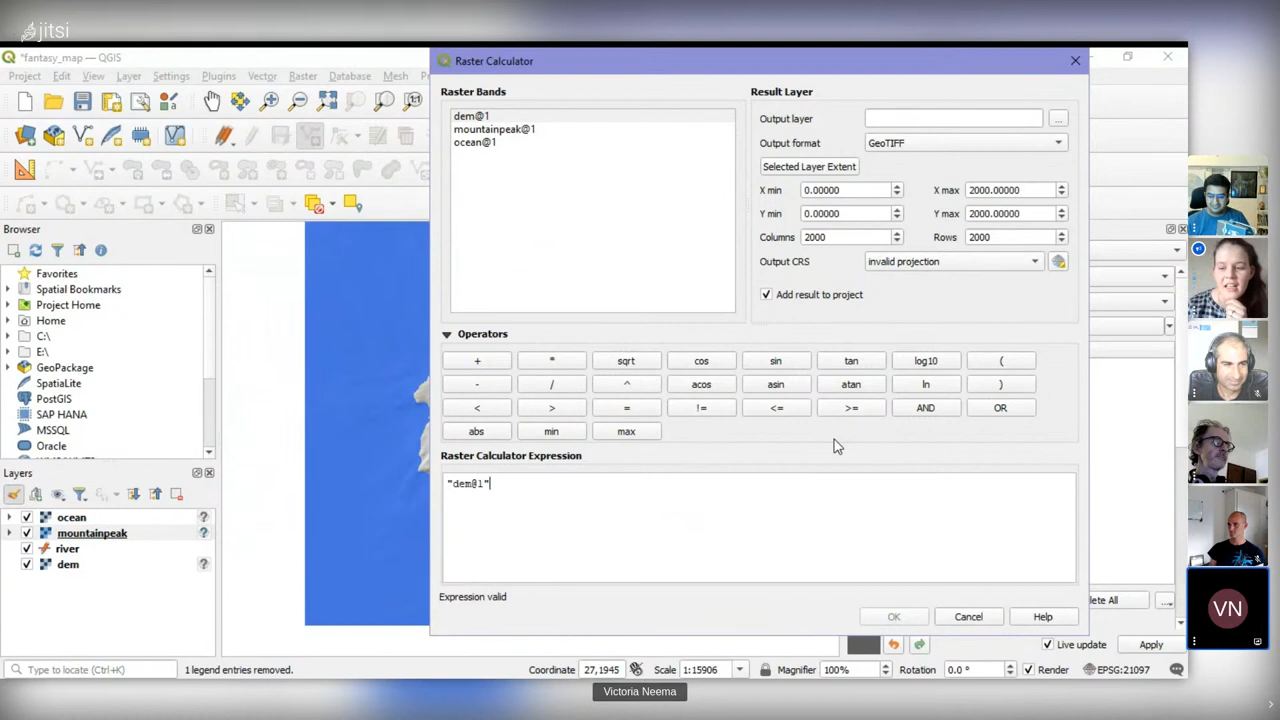 jitsi
*fantasy_map — QGIS
Project Edit View Layer Settings Plugins Vector Raster Database Mesh
Raster Calculator
Raster Bands
dem@1
mountainpeak@1
ocean@1
Result Layer
Output layer
...
Output format GeoTIFF
Selected Layer Extent
X min 0.00000 X max 2000.00000
Y min 0.00000 Y max 2000.00000
Columns 2000 Rows 2000
Output CRS invalid projection
Add result to project
Operators
+ * sqrt cos sin tan log10 (
- / ^ acos asin atan ln )
< > = != <= >= AND OR
abs min max
Raster Calculator Expression
"dem@1"
Expression valid
OK Cancel Help
Browser
Favorites
Spatial Bookmarks
Project Home
Home
C:\
E:\
GeoPackage
SpatiaLite
PostGIS
SAP HANA
MSSQL
Oracle
Layers
ocean ?
mountainpeak ?
river
dem ?
VN
Live update Apply
Type to locate (Ctrl+K) 1 legend entries removed. Coordinate 27,1945 Scale 1:15906 Magnifier 100% Rotation 0.0 ° Render EPSG:21097
Victoria Neema